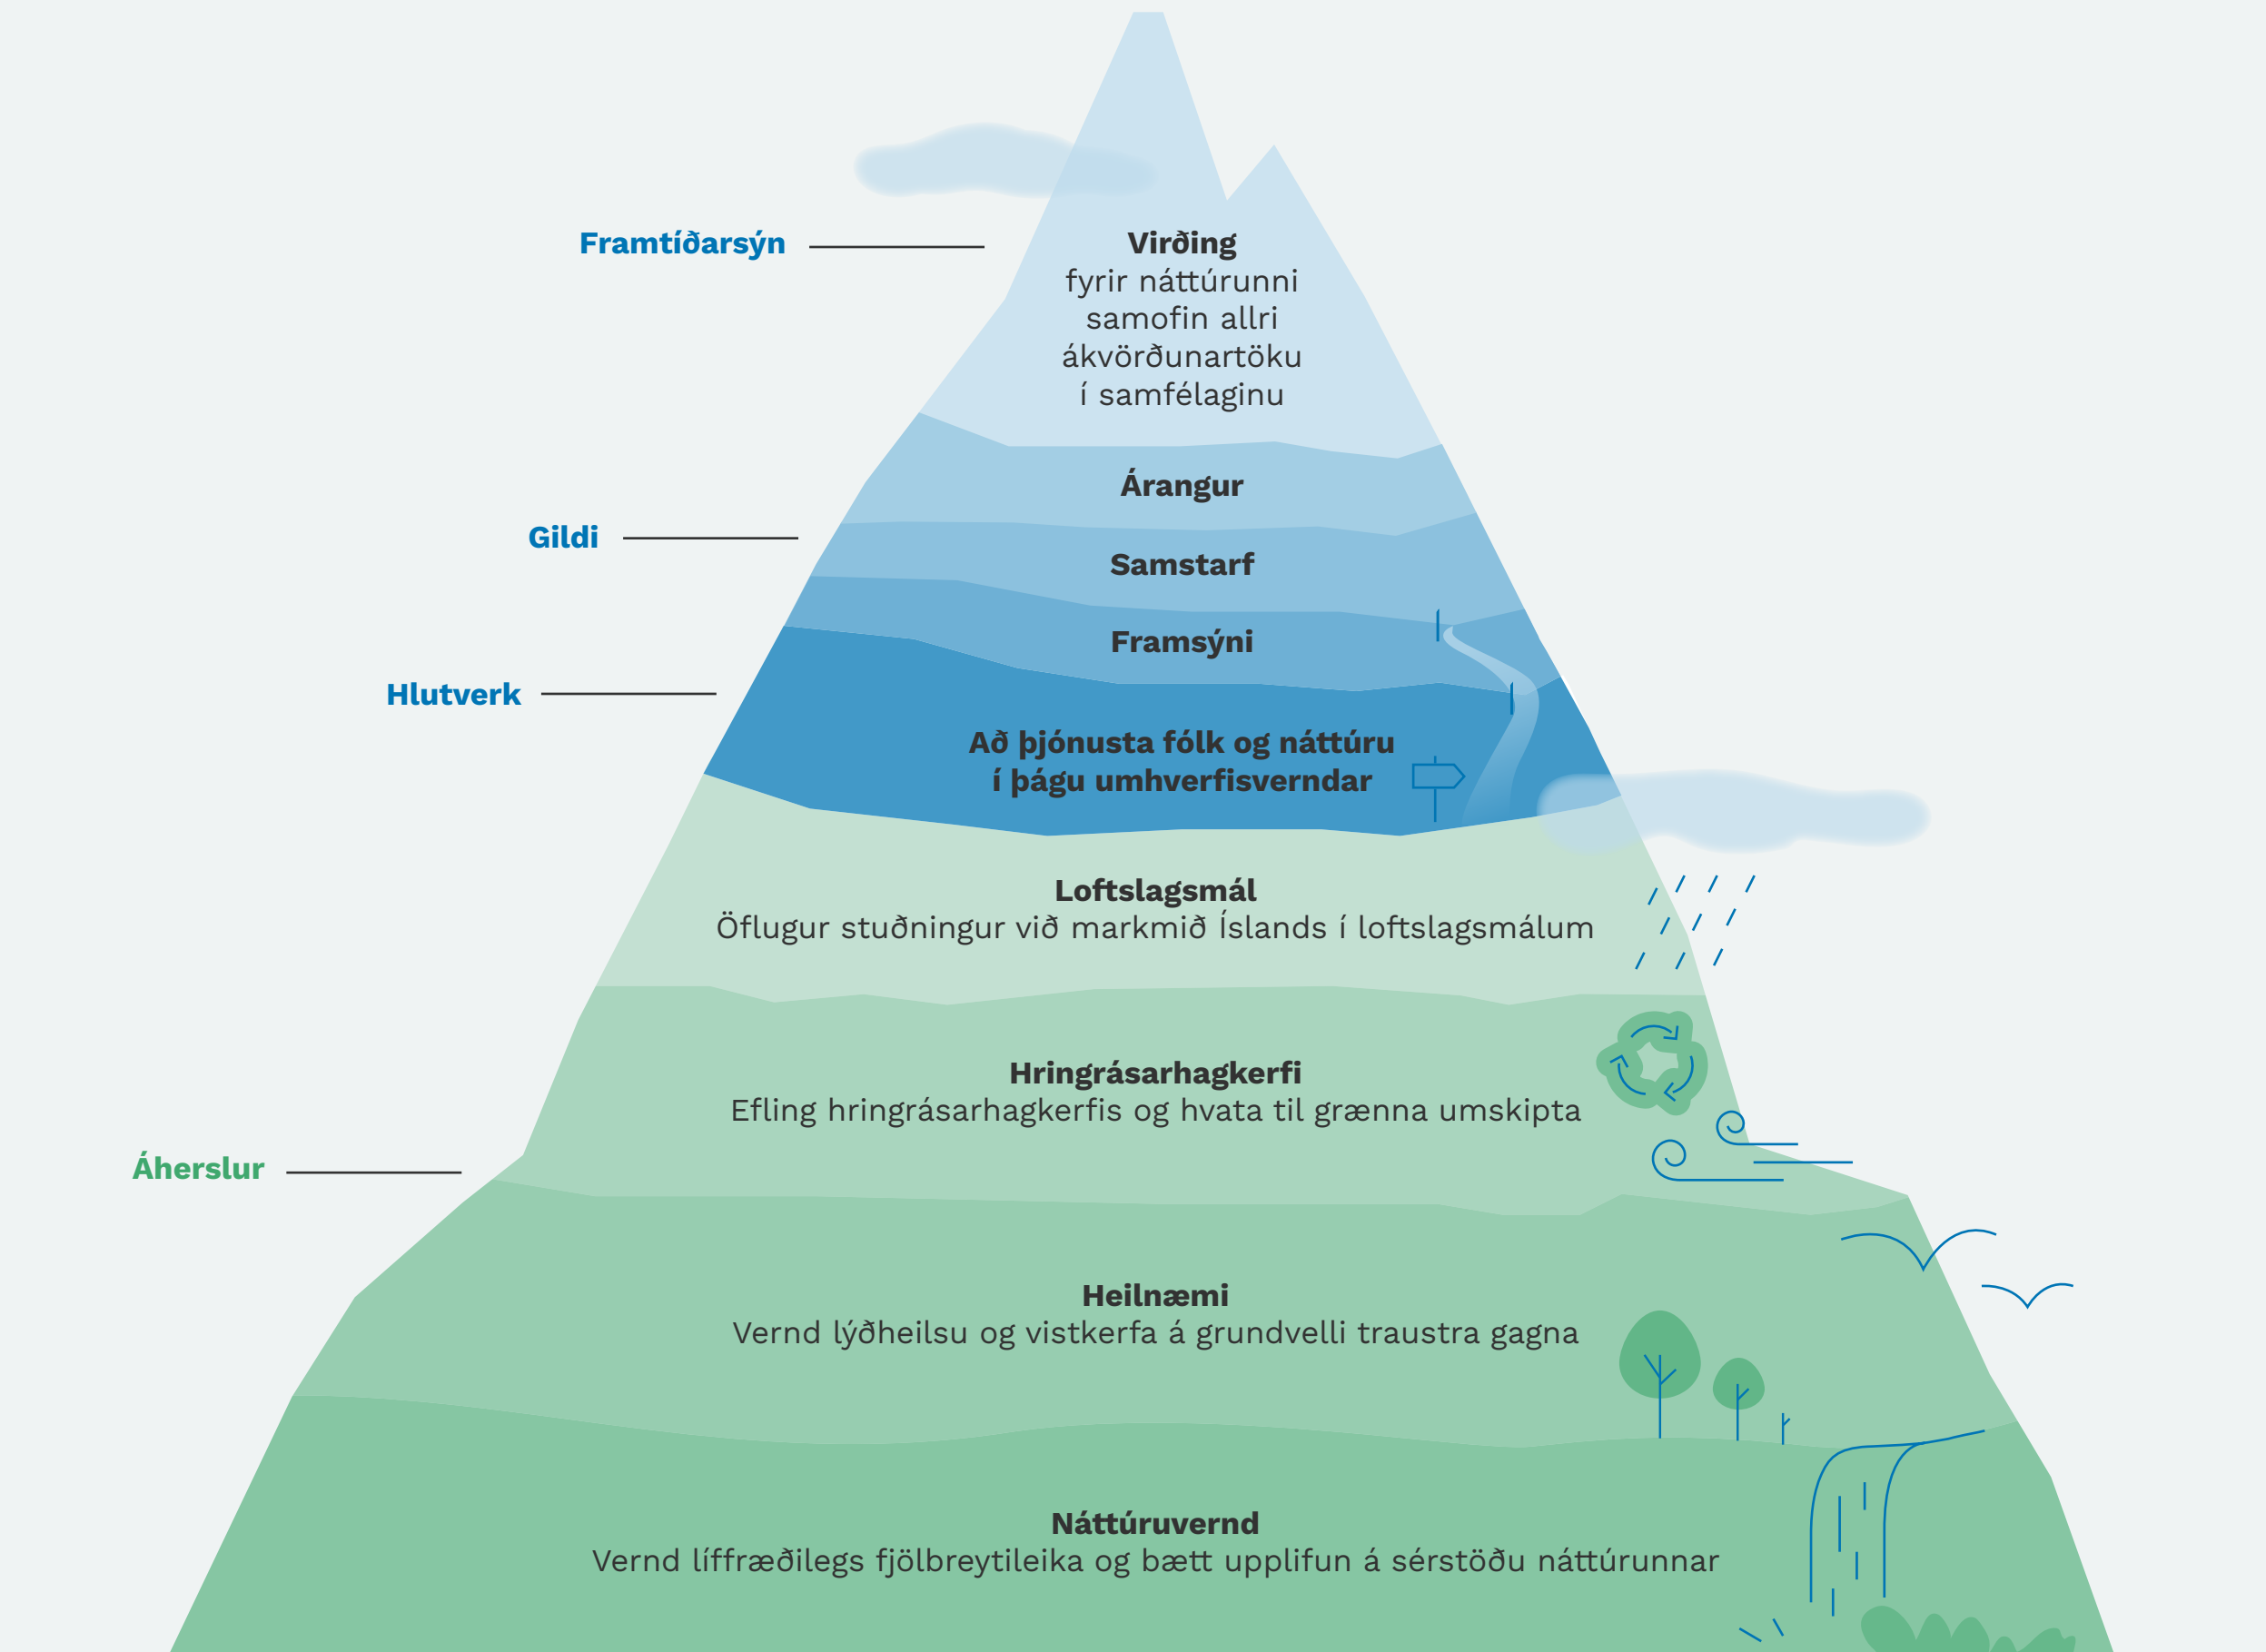 Framtíðarsýn
Virðing
fyrir náttúrunni
samofin allri
ákvörðunartöku
í samfélaginu
Árangur
Gildi
Samstarf
Framsýni
Hlutverk
Að þjónusta fólk og náttúru
í þágu umhverfisverndar
Loftslagsmál
Öflugur stuðningur við markmið Íslands í loftslagsmálum
Hringrásarhagkerfi
Efling hringrásarhagkerfis og hvata til grænna umskipta
Áherslur
Heilnæmi
Vernd lýðheilsu og vistkerfa á grundvelli traustra gagna
Náttúruvernd
Vernd líffræðilegs fjölbreytileika og bætt upplifun á sérstöðu náttúrunnar